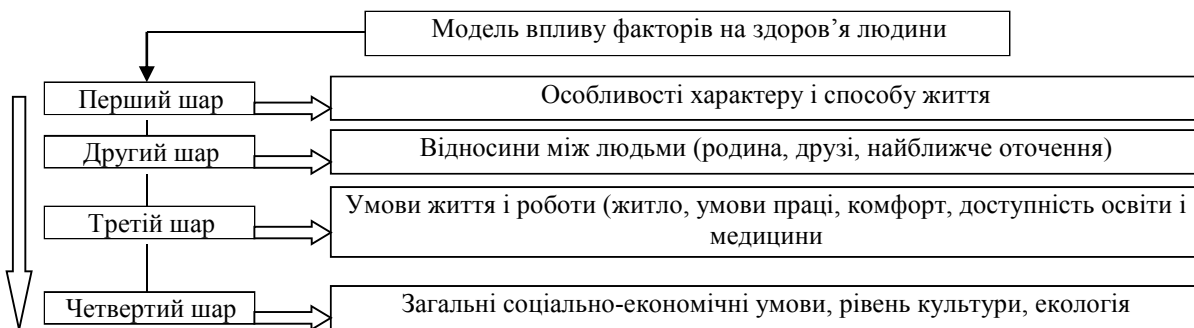 Модель впливу факторів на здоров’я людини
Перший шар
Особливості характеру і способу життя
Другий шар
Відносини між людьми (родина, друзі, найближче оточення)
Третій шар
Умови життя і роботи (житло, умови праці, комфорт, доступність освіти і
медицини
Четвертий шар
Загальні соціально-економічні умови, рівень культури, екологія